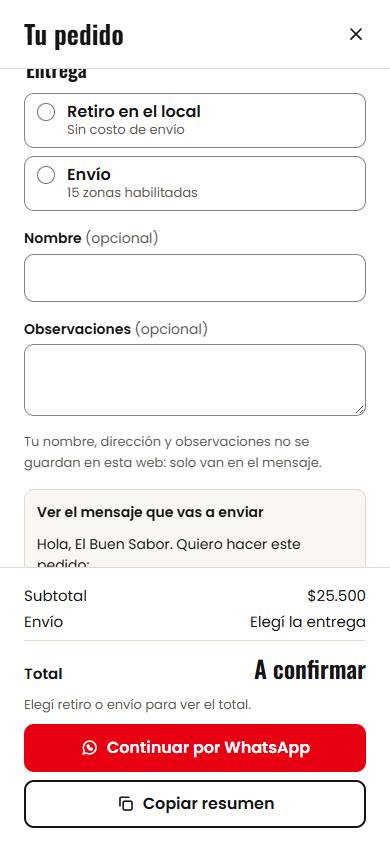 Tu pedido
Entrega
Retiro en el local
Sin costo de envío
Envío
15 zonas habilitadas
Nombre (opcional)
Observaciones (opcional)
Tu nombre, dirección y observaciones no se
guardan en esta web: solo van en el mensaje.
Ver el mensaje que vas a enviar
Hola, El Buen Sabor. Quiero hacer este
pedido:
Subtotal $25.500
Envío Elegí la entrega
Total A confirmar
Elegí retiro o envío para ver el total.
Continuar por WhatsApp
Copiar resumen